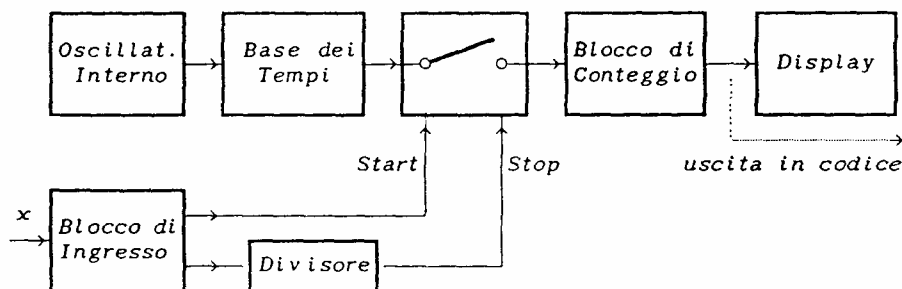 Oscillat.
Interno
Base dei
Tempi
Blocco di
Conteggio
Display
Start
Stop
uscita in codice
x
Blocco di
Ingresso
Divisore